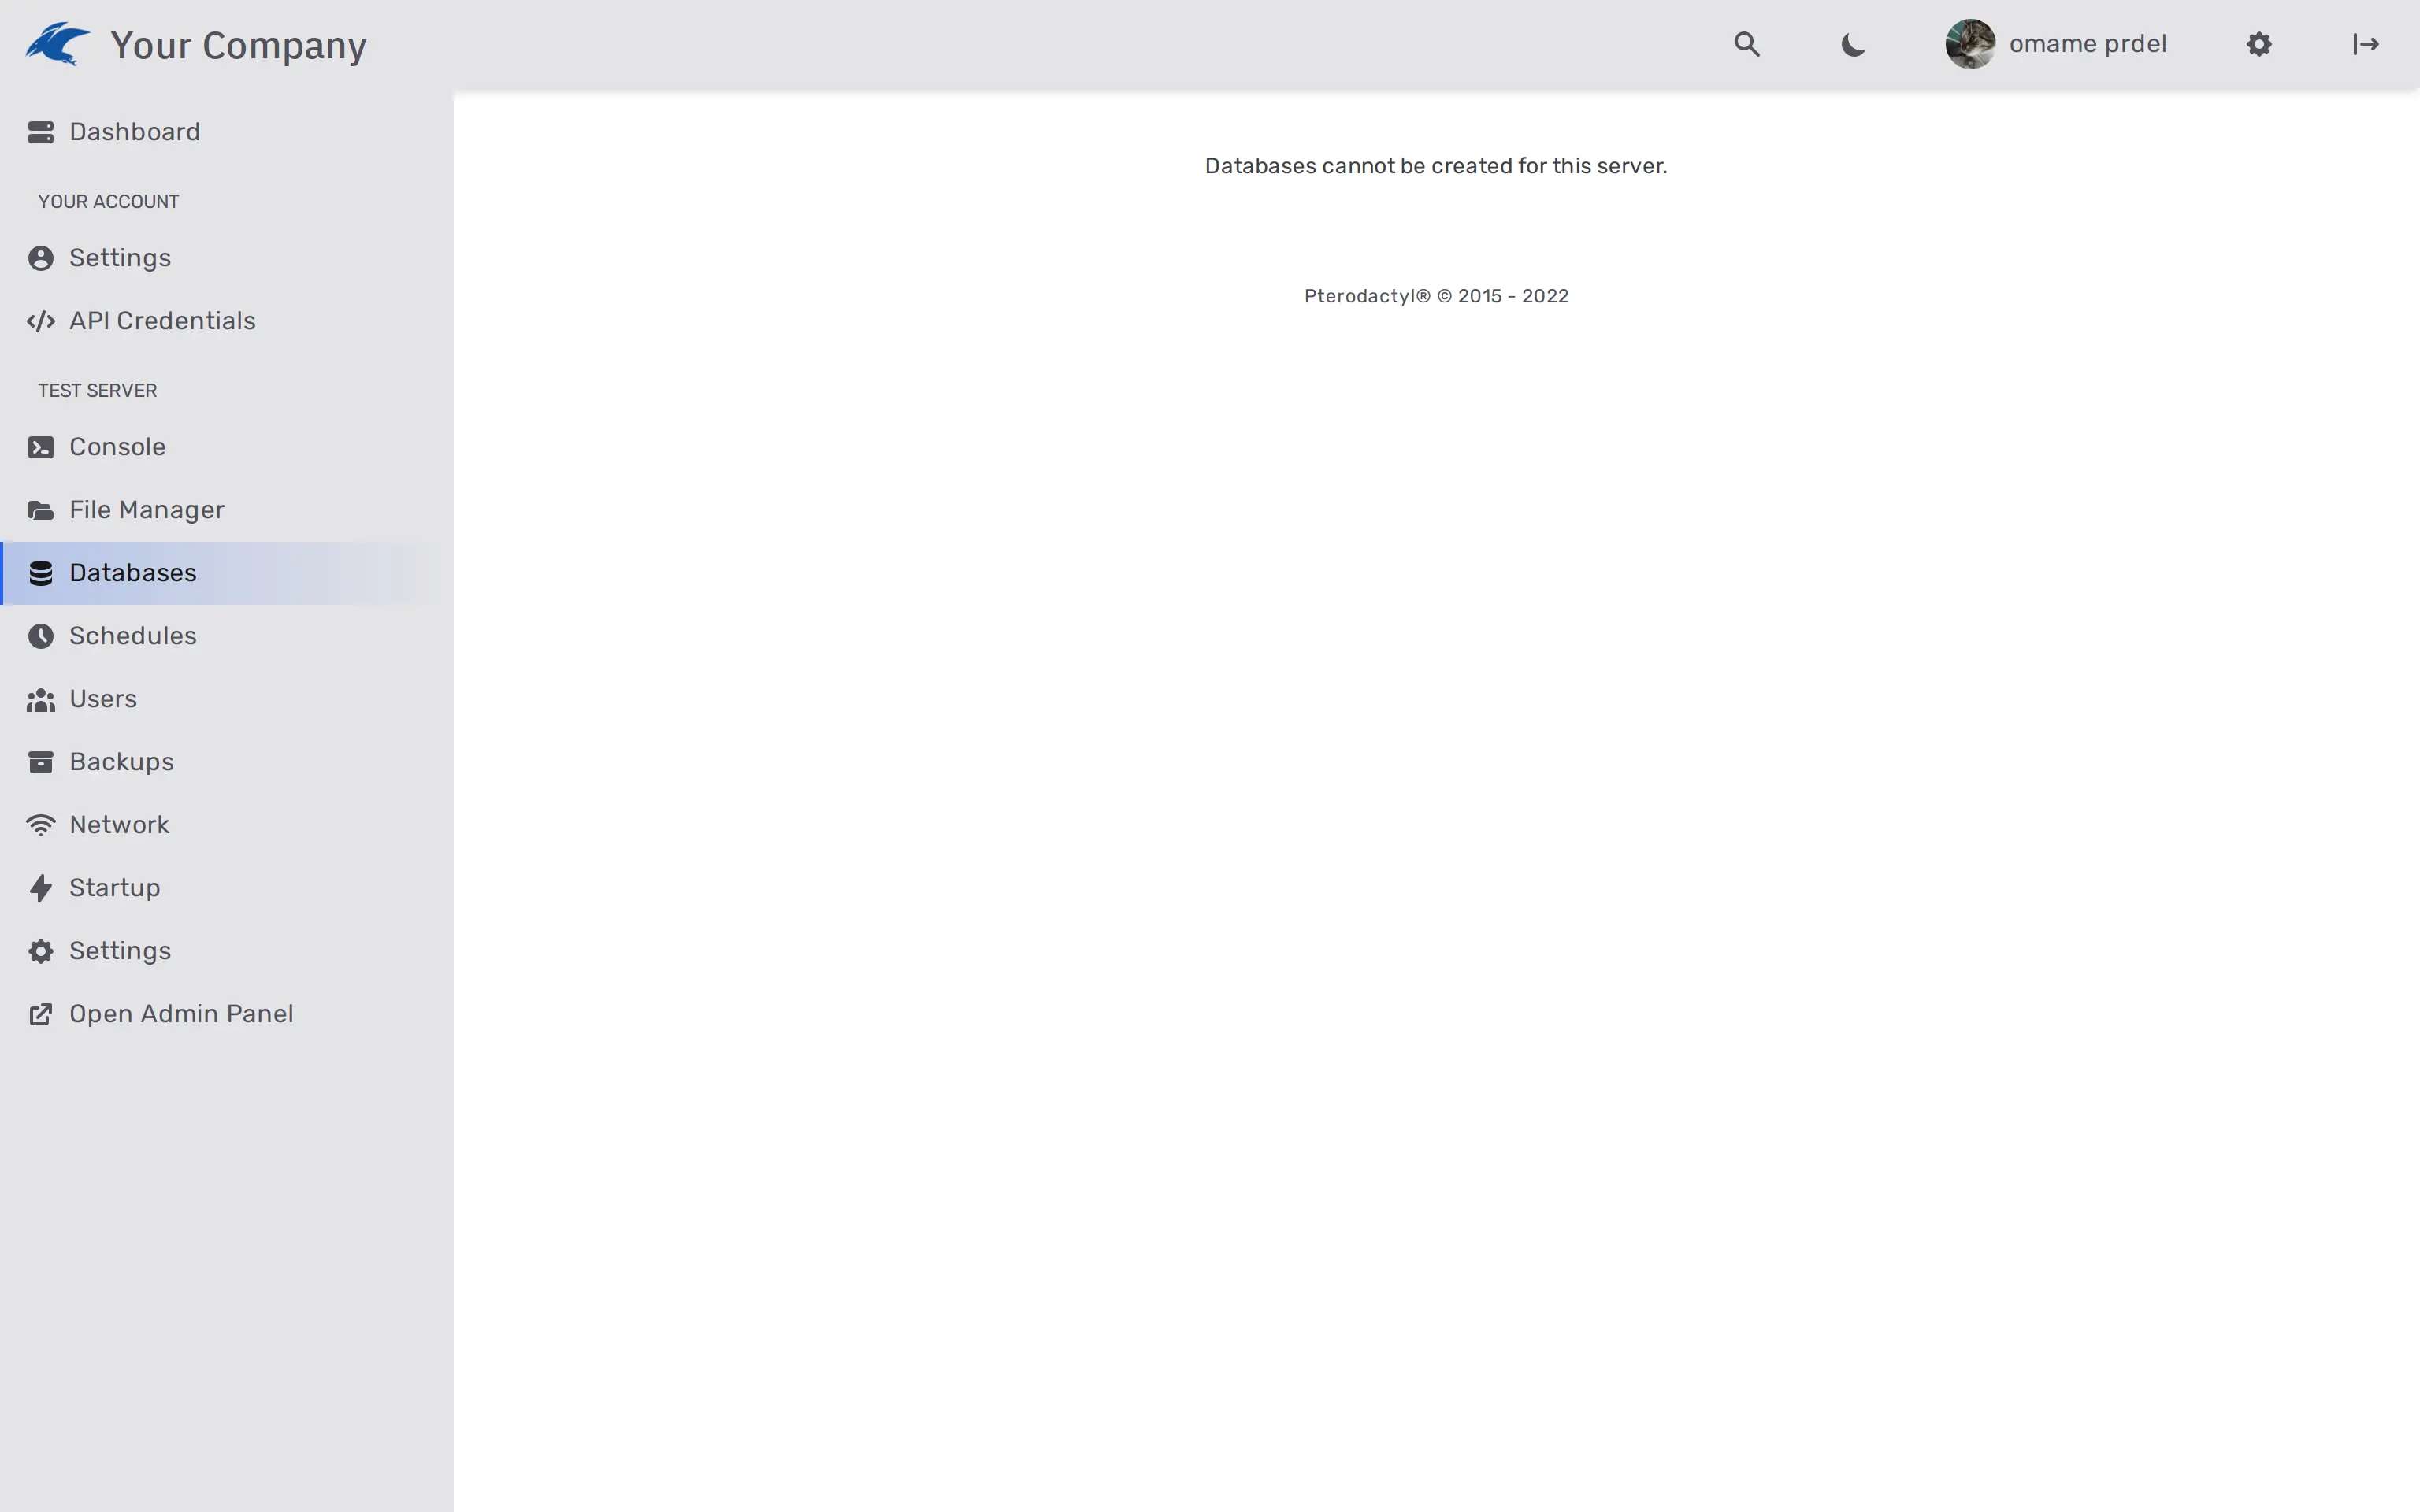 Your Company
omame prdel
Dashboard
YOUR ACCOUNT
Settings
API Credentials
TEST SERVER
Console
File Manager
Databases
Schedules
Users
Backups
Network
Startup
Settings
Open Admin Panel
Databases cannot be created for this server.
Pterodactyl® © 2015 - 2022